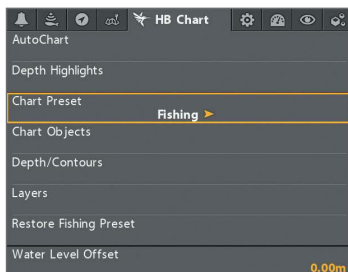 HB Chart
AutoChart
Depth Highlights
Chart Preset
Fishing
Chart Objects
Depth/Contours
Layers
Restore Fishing Preset
Water Level Offset
0.00m